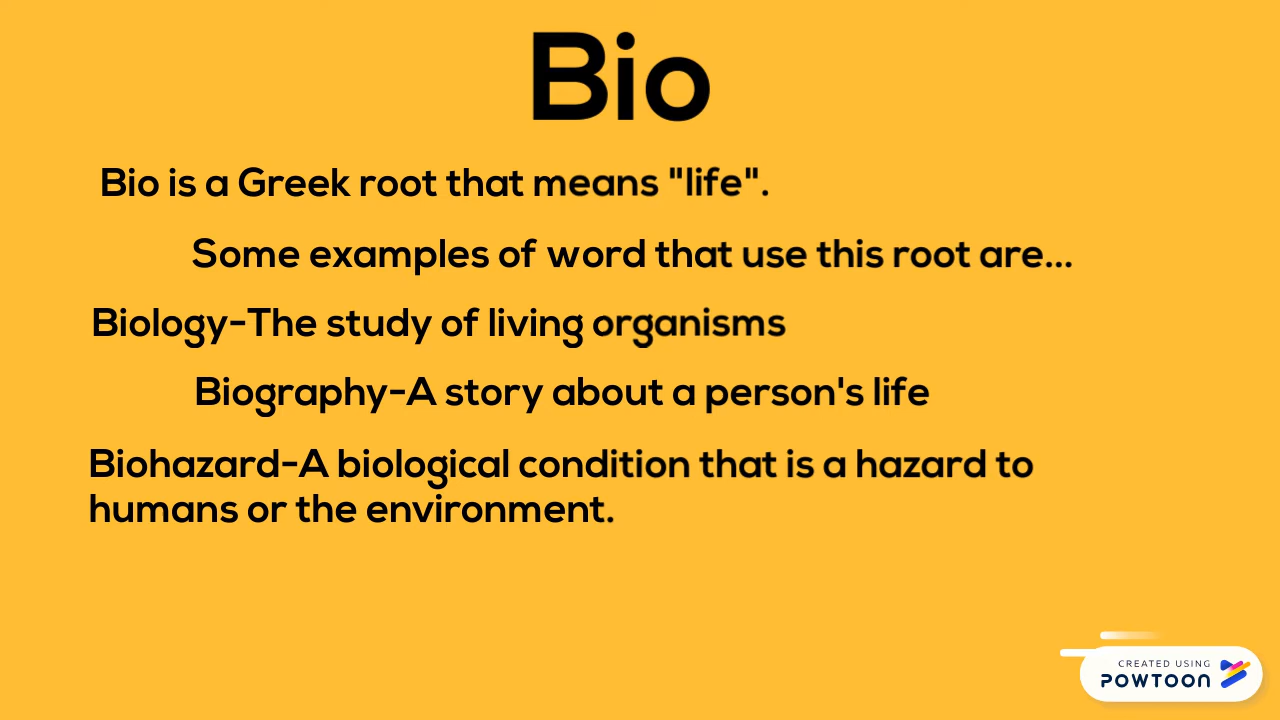 Bio
Bio is a Greek root that means "life".
Some examples of word that use this root are...
Biology-The study of living organisms
Biography-A story about a person's life
Biohazard-A biological condition that is a hazard to
humans or the environment.
CREATED USING
POWTOON